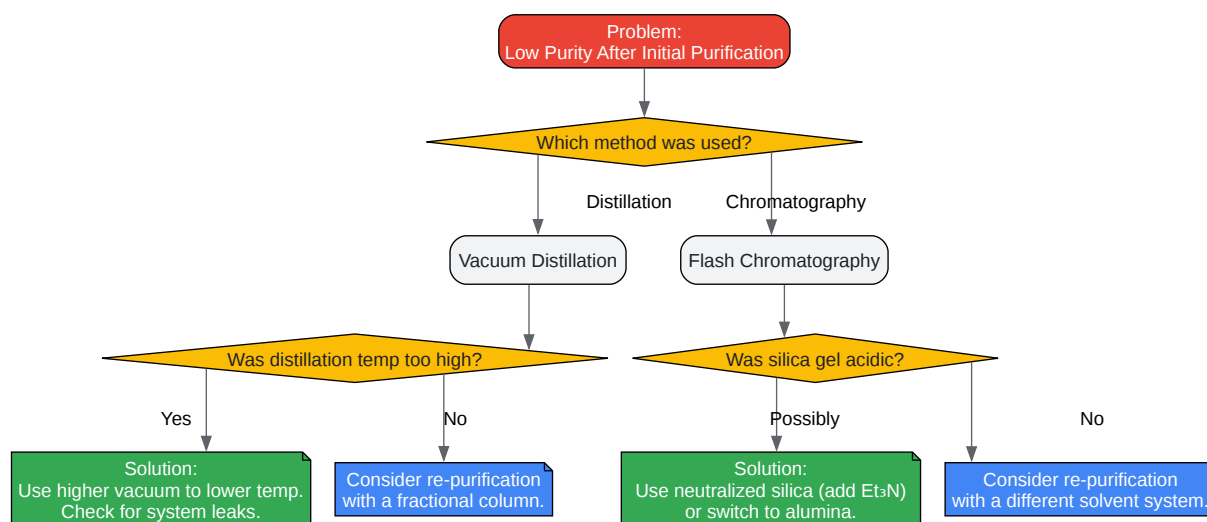 Problem:
Low Purity After Initial Purification
Which method was used?
Distillation
Chromatography
Vacuum Distillation
Flash Chromatography
Was distillation temp too high?
Was silica gel acidic?
Yes
No
Possibly
No
Solution:
Use higher vacuum to lower temp.
Check for system leaks.
Consider re-purification
with a fractional column.
Solution:
Use neutralized silica (add Et₃N)
or switch to alumina.
Consider re-purification
with a different solvent system.